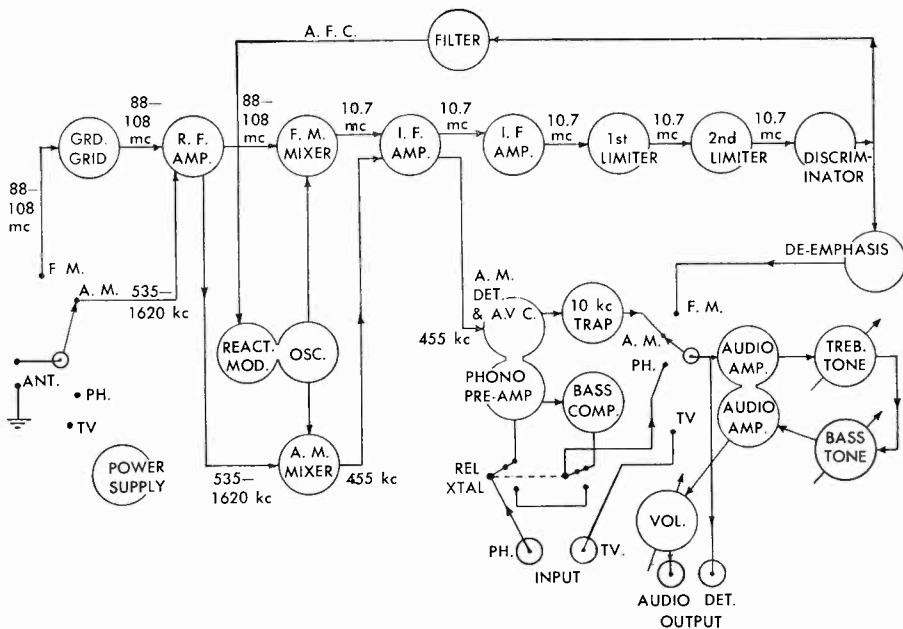 A. F. C.
FILTER
88—
108
mc
88—
108
mc
10.7
mc
10.7
mc
10.7
mc
10.7
mc
10.7
mc
GRD.
GRID
R. F.
AMP.
F. M.
MIXER
I. F.
AMP.
I. F
AMP.
1st
LIMITER
2nd
LIMITER
DISCRIM-
INATOR
88—
108
mc
F M.
A. M.
535—
1620 kc
ANT.
PH.
TV
POWER
SUPPLY
REACT.
MOD.
OSC.
A. M.
MIXER
535—
1620 kc
455 kc
455 kc
A. M.
DET.
& A.V C.
10 kc
TRAP
DE-EMPHASIS
F. M.
A. M.
PH.
TV
PHONO
PRE-AMP
BASS
COMP.
AUDIO
AMP.
TREB.
TONE
AUDIO
AMP.
BASS
TONE
REL
XTAL
VOL.
PH.
TV.
INPUT
AUDIO
DET.
OUTPUT